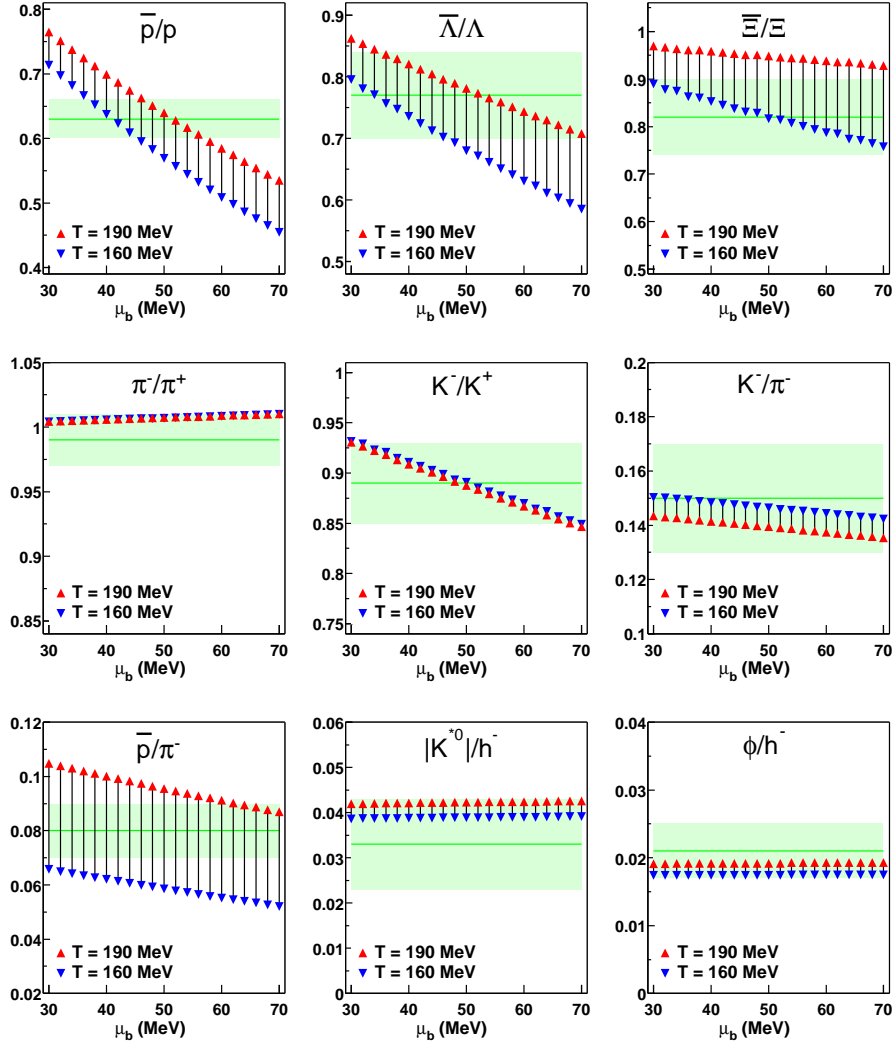 p̅/p
0.8
0.7
0.6
0.5
0.4
▲ T = 190 MeV
▼ T = 160 MeV
30 40 50 60 70
μb (MeV)
Λ̅/Λ
0.9
0.8
0.7
0.6
0.5
▲ T = 190 MeV
▼ T = 160 MeV
30 40 50 60 70
μb (MeV)
Ξ̅/Ξ
1
0.9
0.8
0.7
0.6
0.5
▲ T = 190 MeV
▼ T = 160 MeV
30 40 50 60 70
μb (MeV)
π-/π+
1.05
1
0.95
0.9
0.85
▲ T = 190 MeV
▼ T = 160 MeV
30 40 50 60 70
μb (MeV)
K-/K+
1
0.95
0.9
0.85
0.8
0.75
▲ T = 190 MeV
▼ T = 160 MeV
30 40 50 60 70
μb (MeV)
K-/π-
0.2
0.18
0.16
0.14
0.12
0.1
▲ T = 190 MeV
▼ T = 160 MeV
30 40 50 60 70
μb (MeV)
p̅/π-
0.12
0.1
0.08
0.06
0.04
0.02
▲ T = 190 MeV
▼ T = 160 MeV
30 40 50 60 70
μb (MeV)
|K*0|/h-
0.06
0.05
0.04
0.03
0.02
0.01
0
▲ T = 190 MeV
▼ T = 160 MeV
30 40 50 60 70
μb (MeV)
ϕ/h-
0.04
0.03
0.02
0.01
0
▲ T = 190 MeV
▼ T = 160 MeV
30 40 50 60 70
μb (MeV)